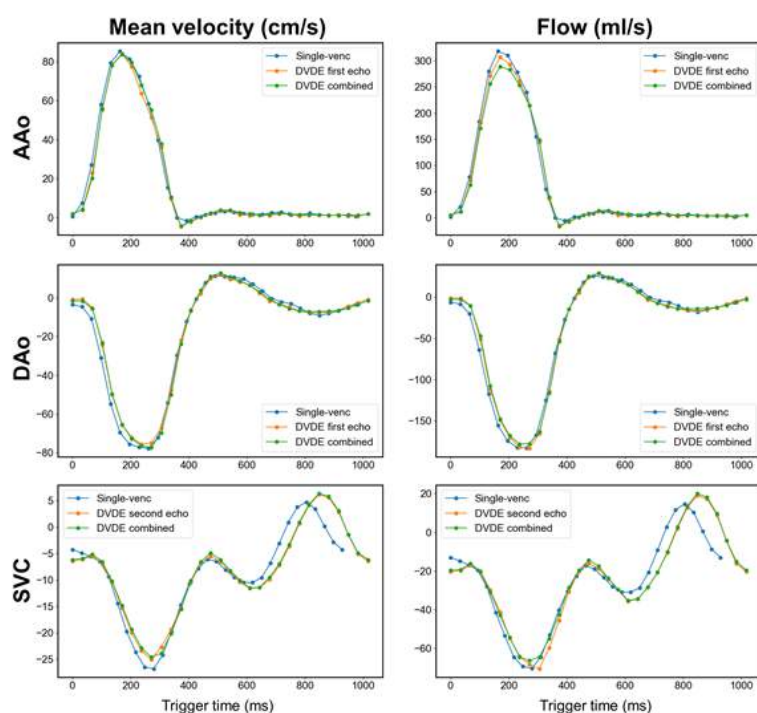 Mean velocity (cm/s)
Flow (ml/s)
AAo
80
60
40
20
0
0 200 400 600 800 1000
Single-venc
DVDE first echo
DVDE combined
300
250
200
150
100
50
0
0 200 400 600 800 1000
Single-venc
DVDE first echo
DVDE combined
DAo
0
−20
−40
−60
−80
0 200 400 600 800 1000
Single-venc
DVDE first echo
DVDE combined
0
−50
−100
−150
0 200 400 600 800 1000
Single-venc
DVDE first echo
DVDE combined
SVC
5
0
−5
−10
−15
−20
−25
0 200 400 600 800 1000
Single-venc
DVDE second echo
DVDE combined
Trigger time (ms)
20
0
−20
−40
−60
0 200 400 600 800 1000
Single-venc
DVDE second echo
DVDE combined
Trigger time (ms)